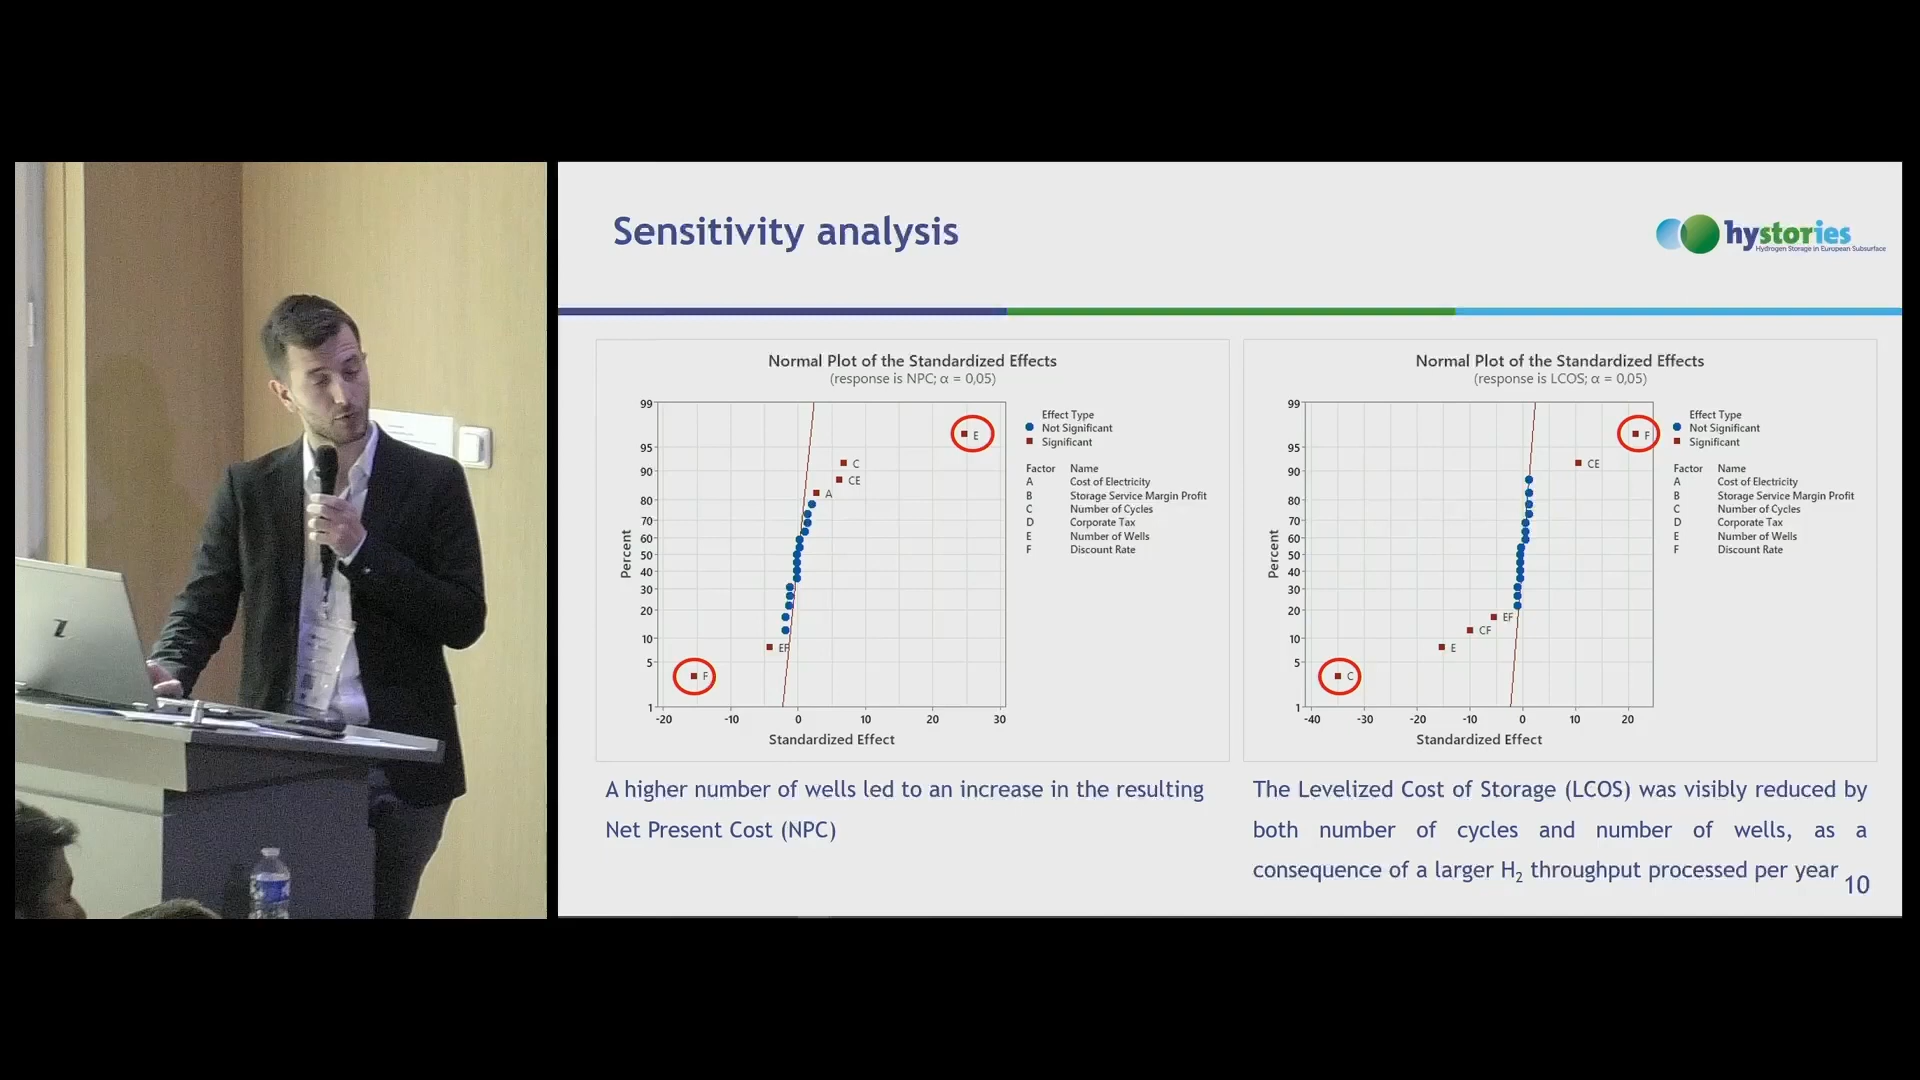 Sensitivity analysis
hystories
Hydrogen Storage in European Subsurface
Normal Plot of the Standardized Effects
(response is NPC; α = 0,05)
99
95
90
80
70
60
50
40
30
20
10
5
1
Percent
-20 -10 0 10 20 30
Standardized Effect
E
C
CE
A
EF
F
Effect Type
Not Significant
Significant
Factor Name
A Cost of Electricity
B Storage Service Margin Profit
C Number of Cycles
D Corporate Tax
E Number of Wells
F Discount Rate
Normal Plot of the Standardized Effects
(response is LCOS; α = 0,05)
99
95
90
80
70
60
50
40
30
20
10
5
1
Percent
-40 -30 -20 -10 0 10 20
Standardized Effect
F
CE
EF
CF
E
C
Effect Type
Not Significant
Significant
Factor Name
A Cost of Electricity
B Storage Service Margin Profit
C Number of Cycles
D Corporate Tax
E Number of Wells
F Discount Rate
A higher number of wells led to an increase in the resulting
Net Present Cost (NPC)
The Levelized Cost of Storage (LCOS) was visibly reduced by
both number of cycles and number of wells, as a
consequence of a larger H₂ throughput processed per year
10